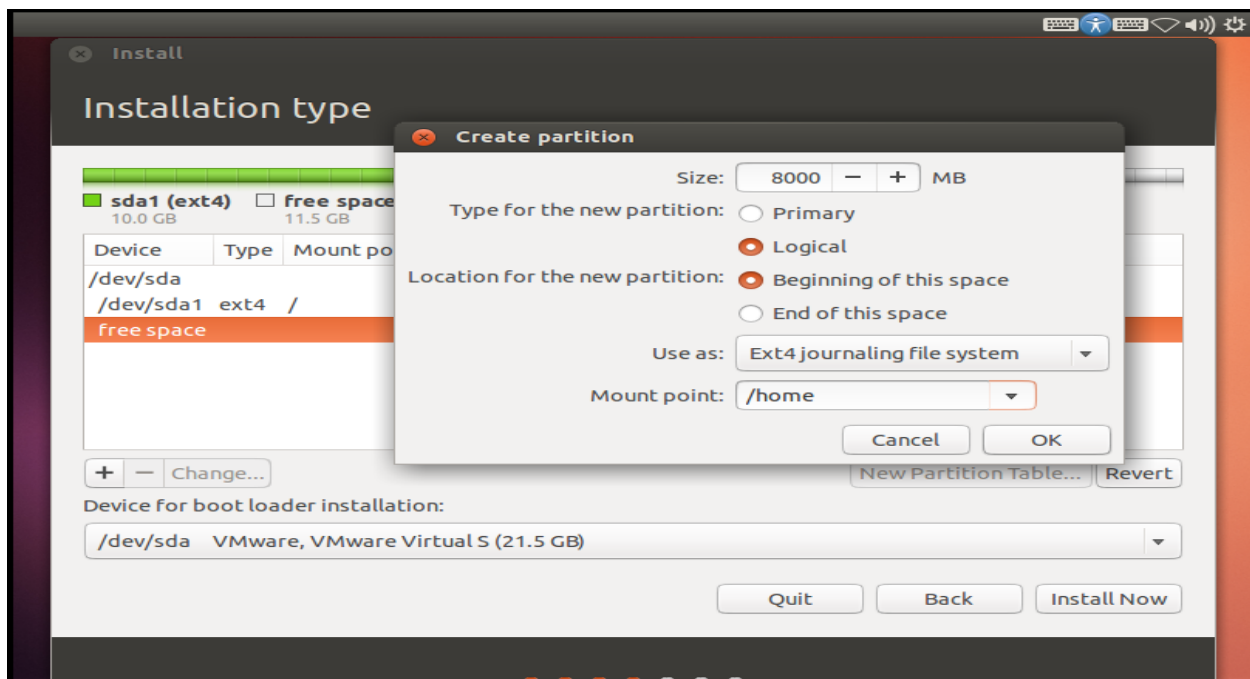 Install
Installation type
Create partition
Size: 8000 − + MB
Type for the new partition: Primary
Logical
Location for the new partition: Beginning of this space
End of this space
Use as: Ext4 journaling file system
Mount point: /home
Cancel OK
sda1 (ext4) free space
10.0 GB 11.5 GB
Device Type Mount po
/dev/sda
/dev/sda1 ext4 /
free space
+ − Change... New Partition Table... Revert
Device for boot loader installation:
/dev/sda VMware, VMware Virtual S (21.5 GB)
Quit Back Install Now